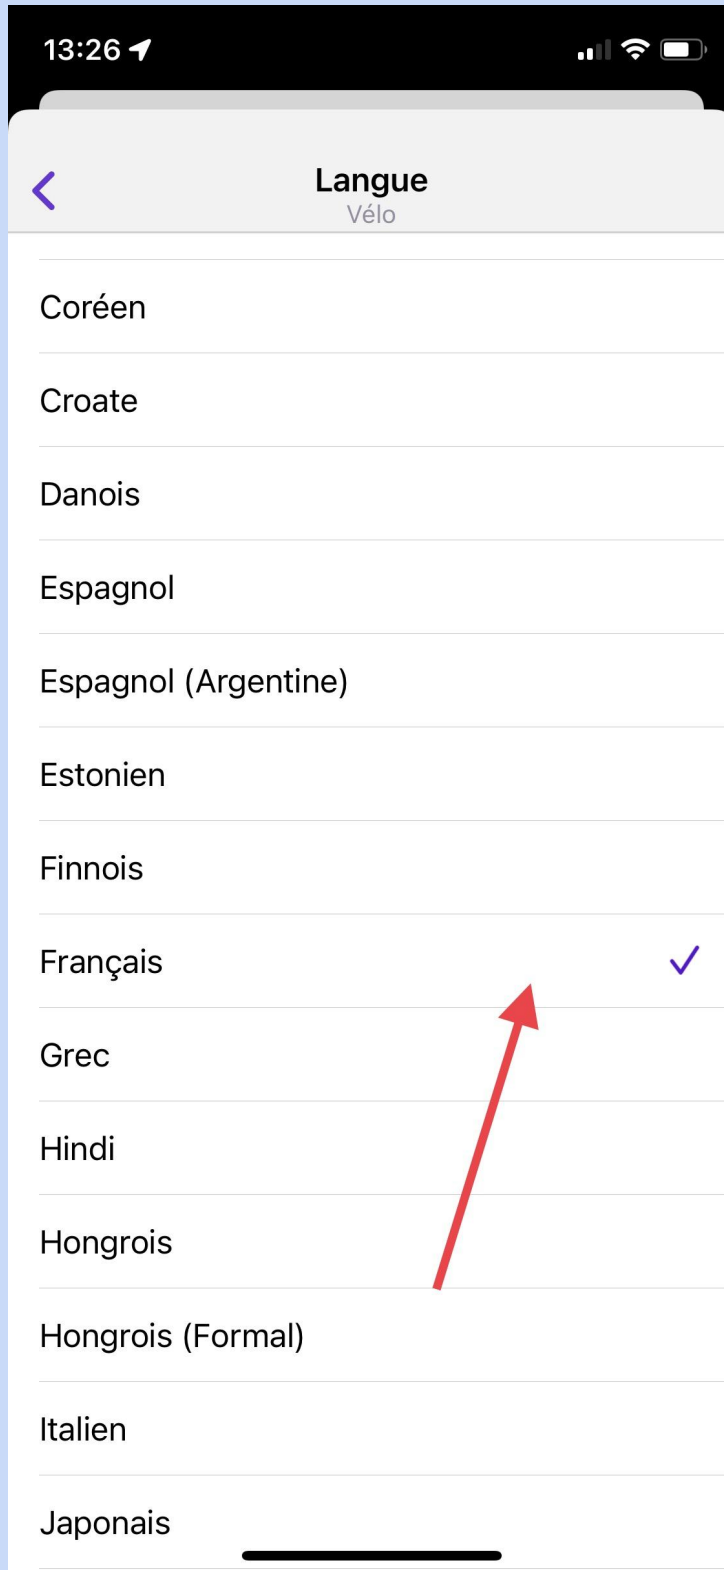 13:26
Langue
Vélo
Coréen
Croate
Danois
Espagnol
Espagnol (Argentine)
Estonien
Finnois
Français
Grec
Hindi
Hongrois
Hongrois (Formal)
Italien
Japonais